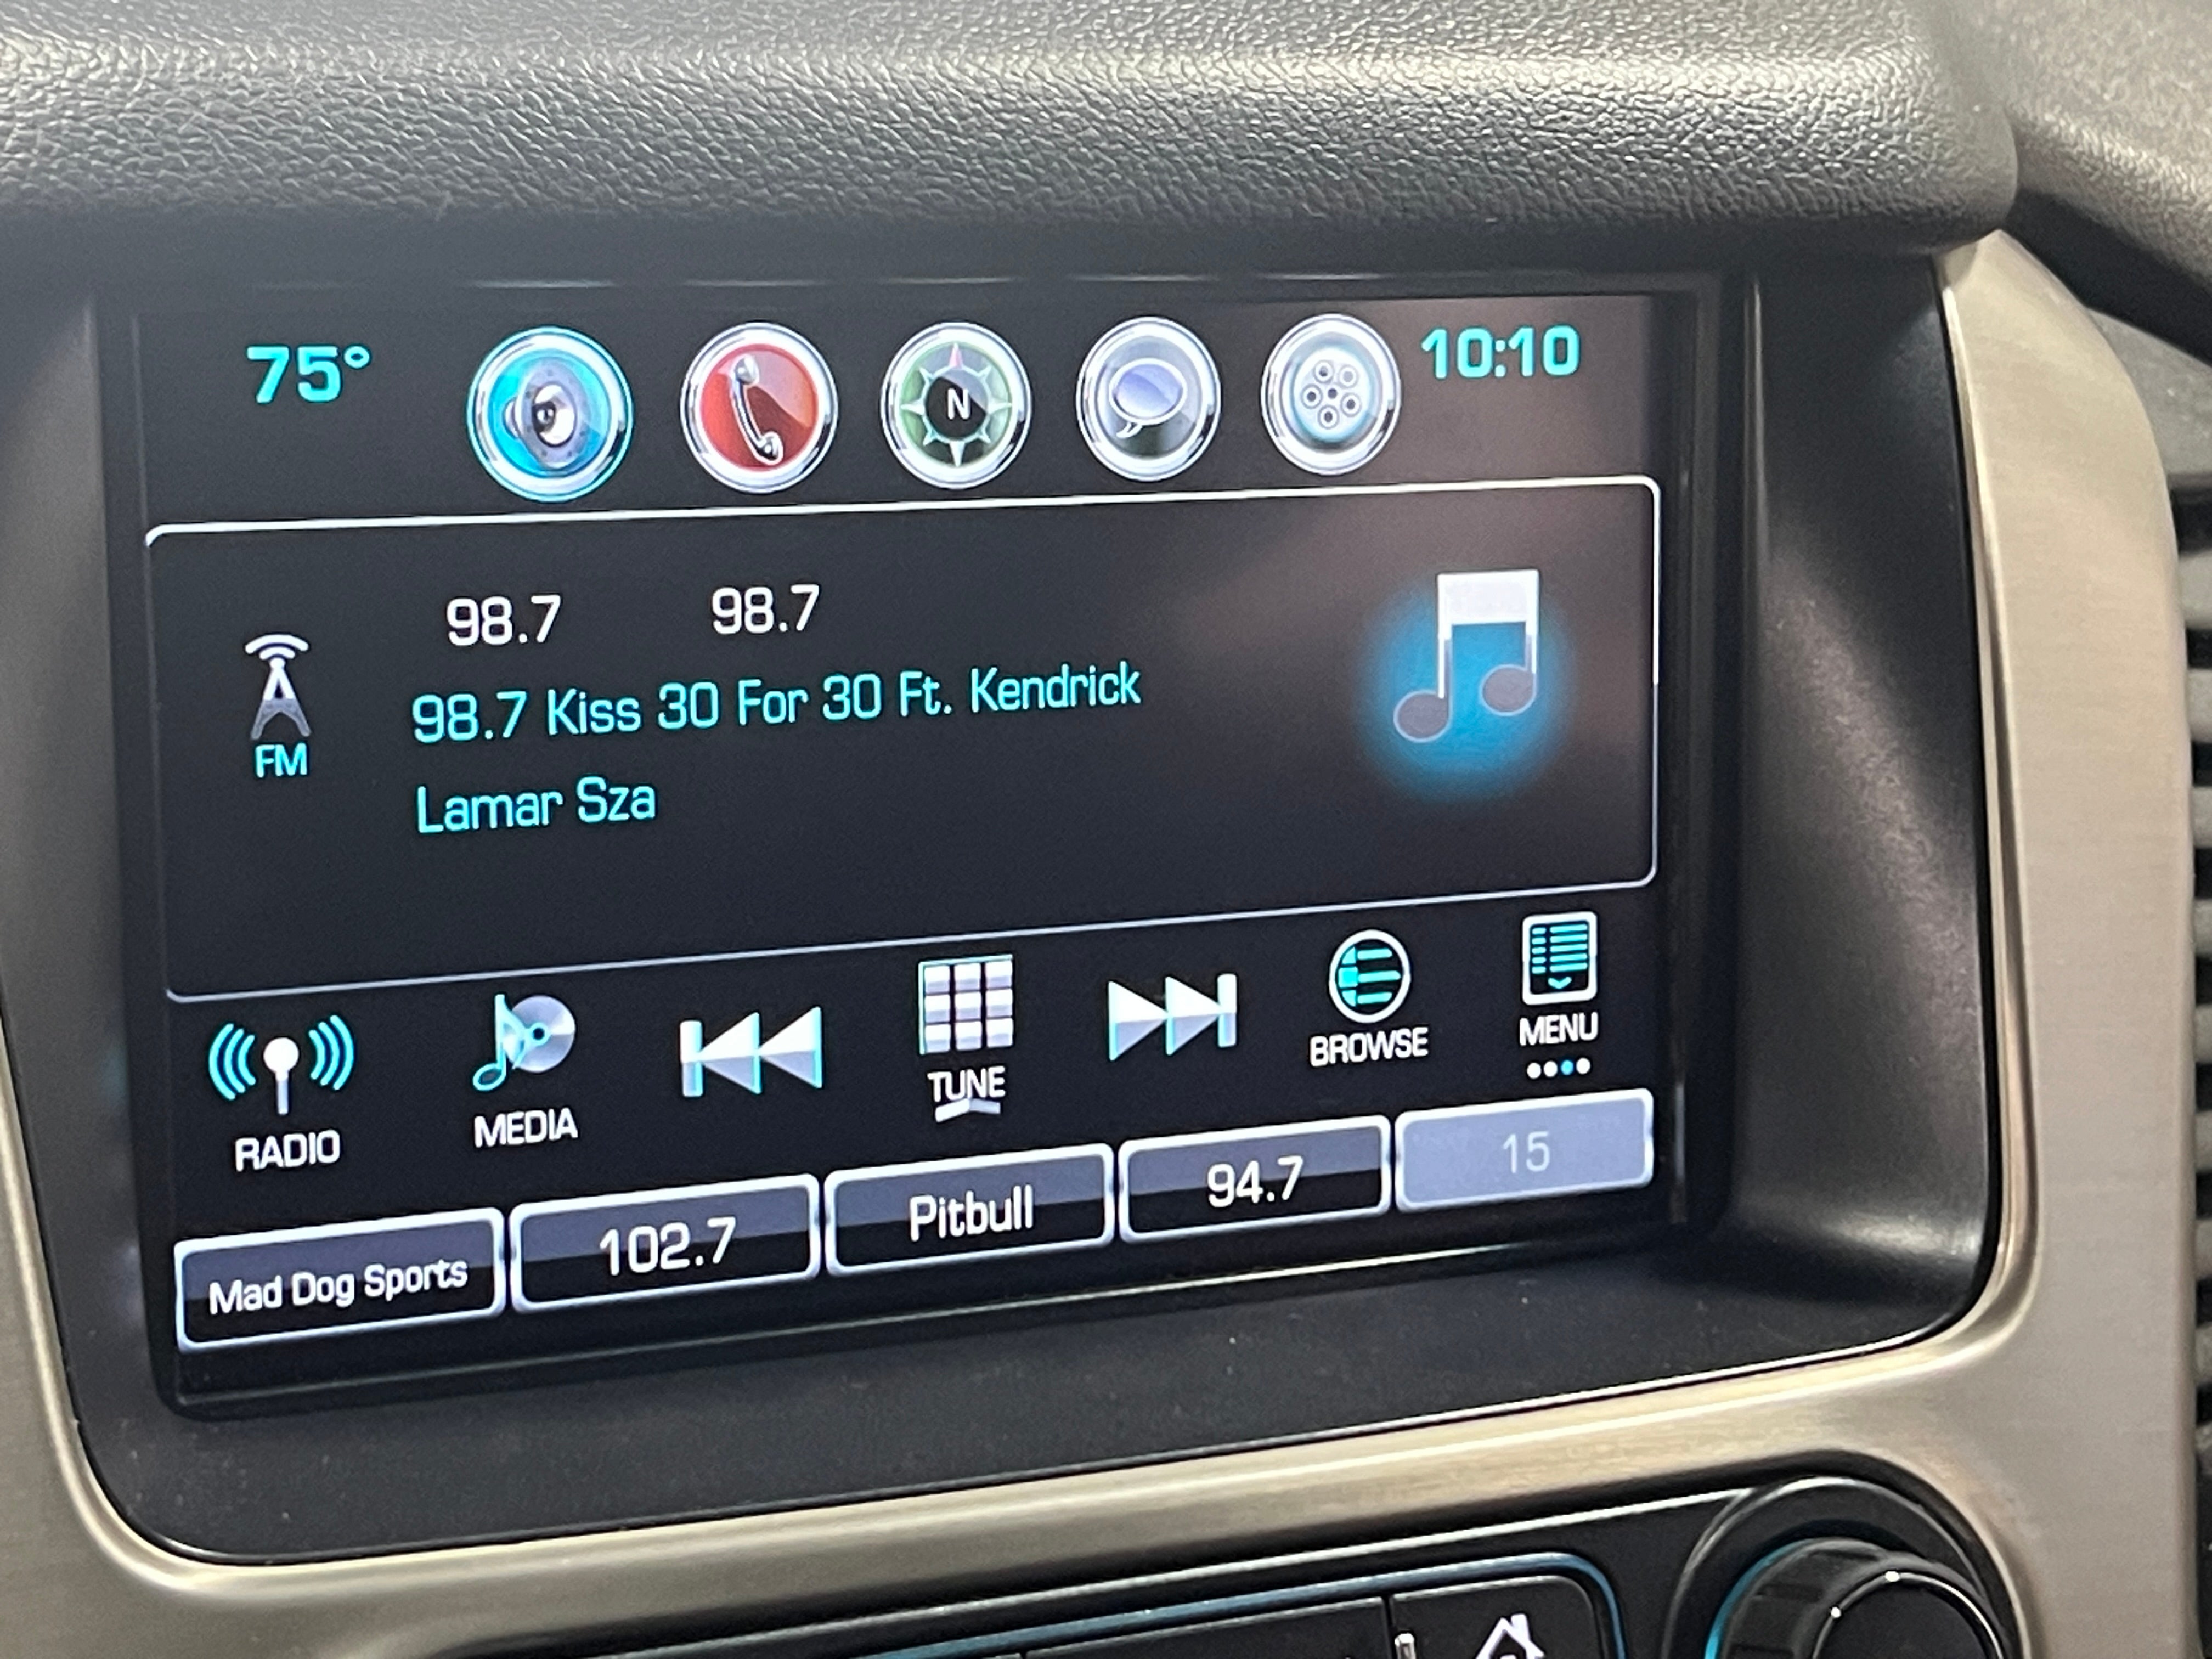 75°
N
10:10
98.7 98.7
98.7 Kiss 30 For 30 Ft. Kendrick
Lamar Sza
FM
RADIO
MEDIA
TUNE
BROWSE
MENU
Mad Dog Sports
102.7
Pitbull
94.7
15